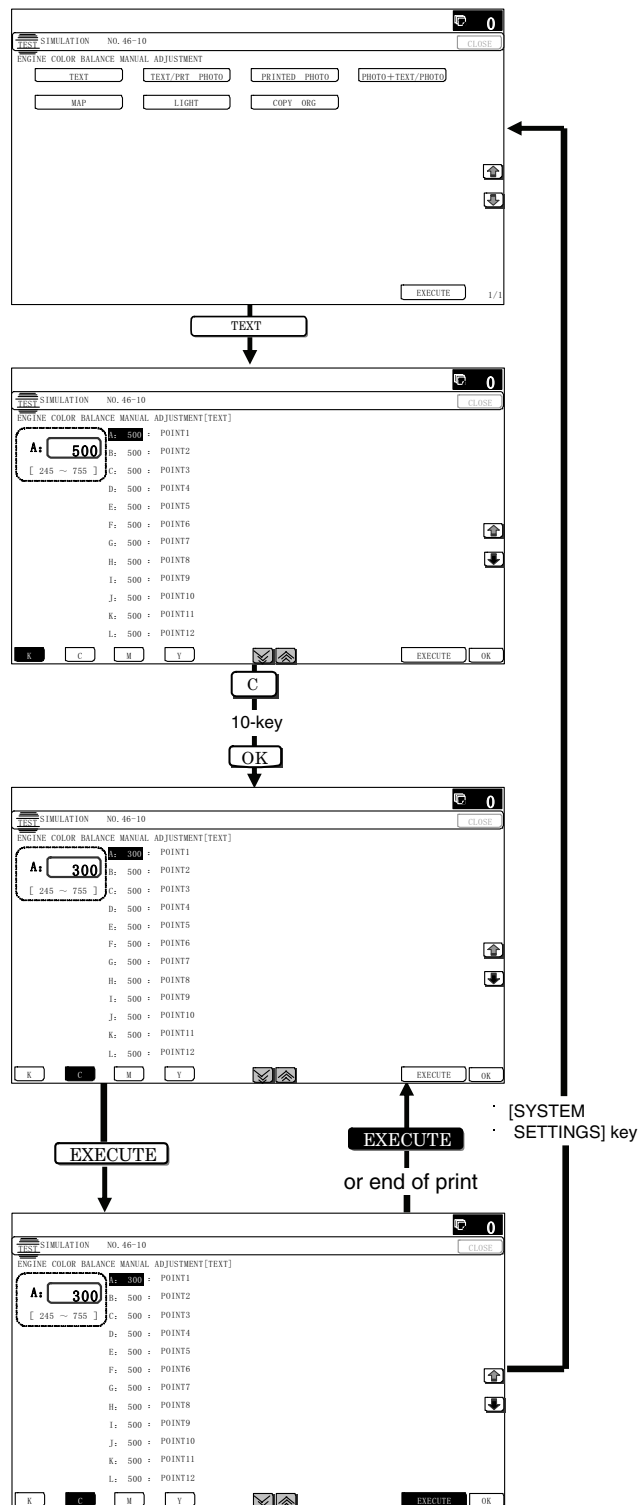 0
TEST SIMULATION NO.46-10 CLOSE
ENGINE COLOR BALANCE MANUAL ADJUSTMENT
TEXT TEXT/PRT PHOTO PRINTED PHOTO PHOTO+TEXT/PHOTO
MAP LIGHT COPY ORG
EXECUTE 1/1
TEXT
0
TEST SIMULATION NO.46-10 CLOSE
ENGINE COLOR BALANCE MANUAL ADJUSTMENT[TEXT]
A: 500
[ 245 ~ 755 ]
A: 500 : POINT1
B: 500 : POINT2
C: 500 : POINT3
D: 500 : POINT4
E: 500 : POINT5
F: 500 : POINT6
G: 500 : POINT7
H: 500 : POINT8
I: 500 : POINT9
J: 500 : POINT10
K: 500 : POINT11
L: 500 : POINT12
K C M Y EXECUTE OK
C
10-key
OK
0
TEST SIMULATION NO.46-10 CLOSE
ENGINE COLOR BALANCE MANUAL ADJUSTMENT[TEXT]
A: 300
[ 245 ~ 755 ]
A: 300 : POINT1
B: 500 : POINT2
C: 500 : POINT3
D: 500 : POINT4
E: 500 : POINT5
F: 500 : POINT6
G: 500 : POINT7
H: 500 : POINT8
I: 500 : POINT9
J: 500 : POINT10
K: 500 : POINT11
L: 500 : POINT12
K C M Y EXECUTE OK
EXECUTE
EXECUTE
or end of print
· [SYSTEM
· SETTINGS] key
0
TEST SIMULATION NO.46-10 CLOSE
ENGINE COLOR BALANCE MANUAL ADJUSTMENT[TEXT]
A: 300
[ 245 ~ 755 ]
A: 300 : POINT1
B: 500 : POINT2
C: 500 : POINT3
D: 500 : POINT4
E: 500 : POINT5
F: 500 : POINT6
G: 500 : POINT7
H: 500 : POINT8
I: 500 : POINT9
J: 500 : POINT10
K: 500 : POINT11
L: 500 : POINT12
K C M Y EXECUTE OK